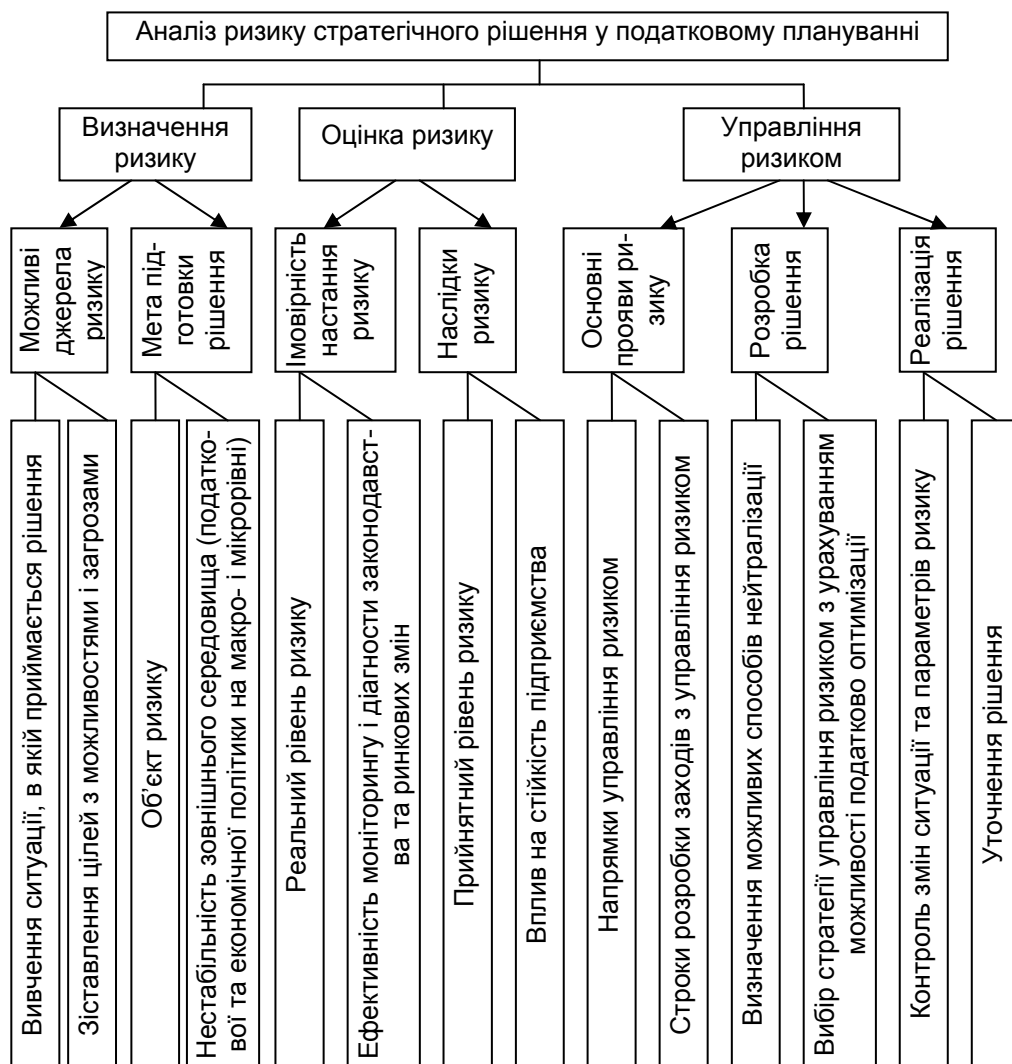 Аналіз ризику стратегічного рішення у податковому плануванні
Визначення
ризику
Оцінка ризику
Управління
ризиком
Можливі
джерела
ризику
Мета під-
готовки
рішення
Імовірність
настання
ризику
Наслідки
ризику
Основні
прояви ри-
зику
Розробка
рішення
Реалізація
рішення
Вивчення ситуації, в якій приймається рішення
Зіставлення цілей з можливостями і загрозами
Об’єкт ризику
Нестабільність зовнішнього середовища (податко-
вої та економічної політики на макро- і мікрорівні)
Реальний рівень ризику
Ефективність моніторингу і діагности законодавст-
ва та ринкових змін
Прийнятний рівень ризику
Вплив на стійкість підприємства
Напрямки управління ризиком
Строки розробки заходів з управління ризиком
Визначення можливих способів нейтралізації
Вибір стратегії управління ризиком з урахуванням
можливості податково оптимізації
Контроль змін ситуації та параметрів ризику
Уточнення рішення